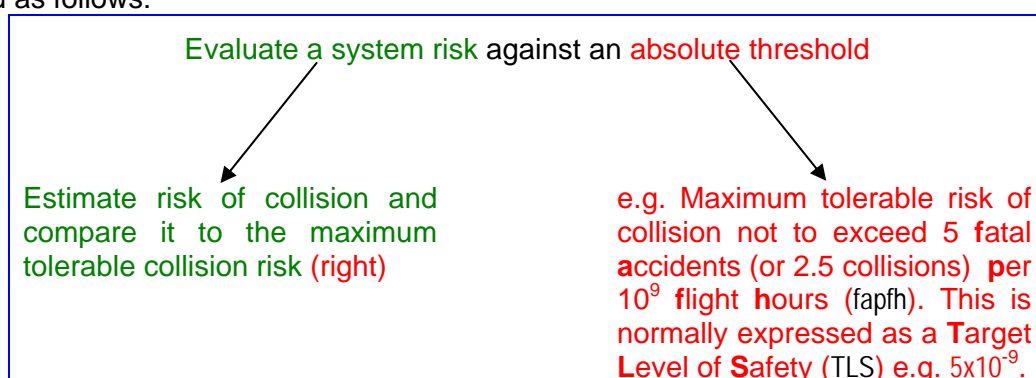 d as follows:
Evaluate a system risk against an absolute threshold
Estimate risk of collision and
compare it to the maximum
tolerable collision risk (right)
e.g. Maximum tolerable risk of
collision not to exceed 5 fatal
accidents (or 2.5 collisions) per
10⁹ flight hours (fapfh). This is
normally expressed as a Target
Level of Safety (TLS) e.g. 5x10⁻⁹.